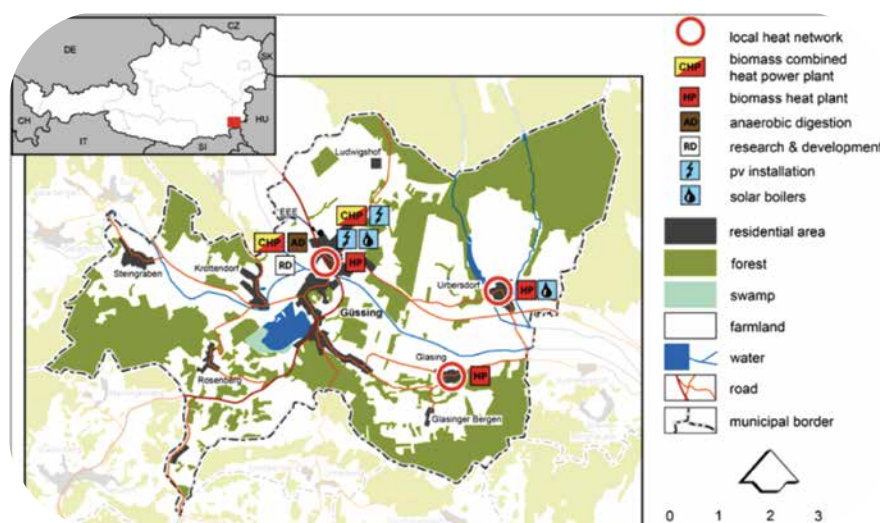 CZ
DE
SK
CH
HU
IT
SI
local heat network
CHP
biomass combined
heat power plant
HP
biomass heat plant
AD
anaerobic digestion
RD
research & development
pv installation
solar boilers
residential area
forest
swamp
farmland
water
road
municipal border
0 1 2 3
Ludwigshof
EEE
CHP
CHP AD
RD
HP
Steingraben
Krottendorf
Urbersdorf
HP
Güssing
Glasing
HP
Rosenberg
Glasinger Bergen